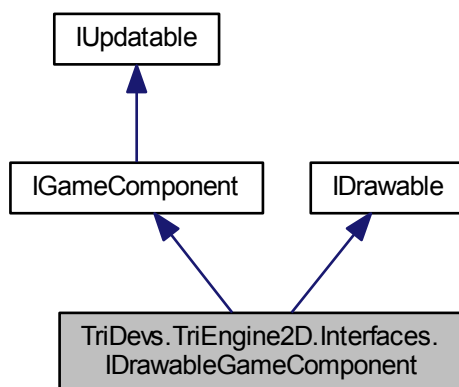 IUpdatable
IGameComponent
IDrawable
TriDevs.TriEngine2D.Interfaces.
IDrawableGameComponent